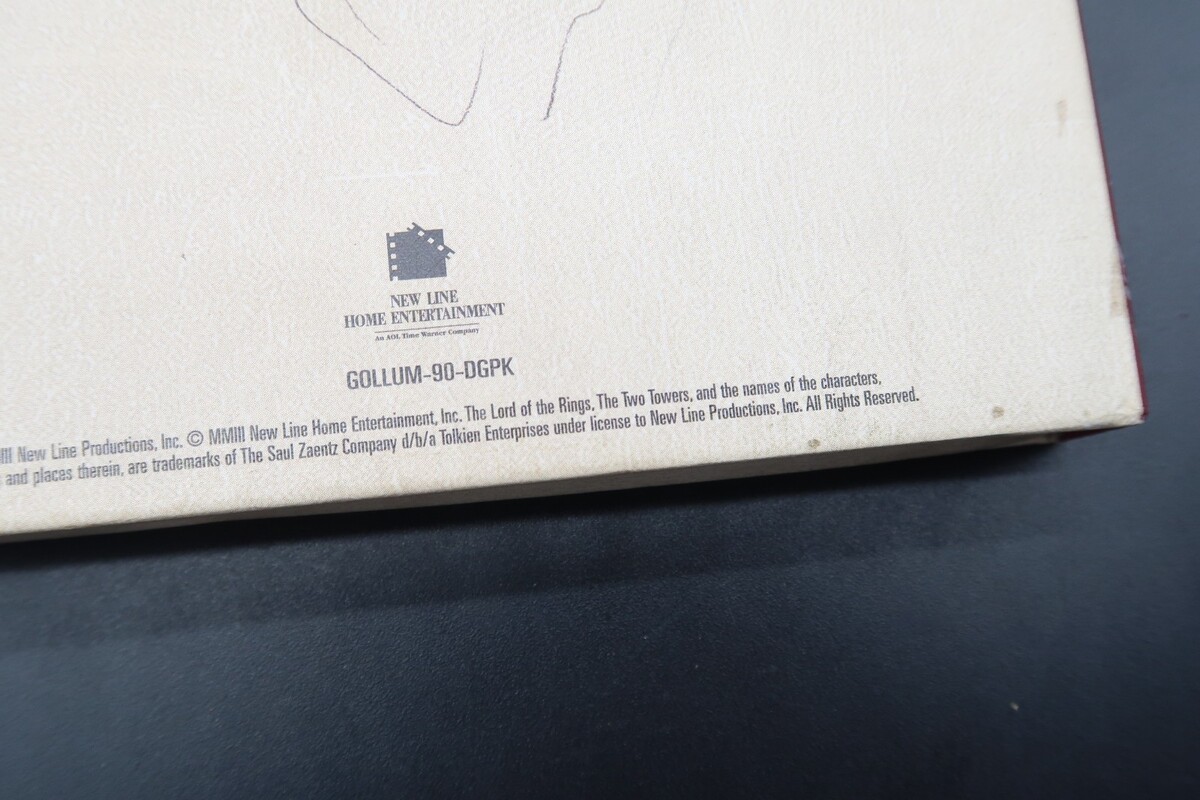 NEW LINE
HOME ENTERTAINMENT
An AOL Time Warner Company
GOLLUM-90-DGPK
III New Line Productions, Inc. © MMIII New Line Home Entertainment, Inc. The Lord of the Rings, The Two Towers, and the names of the characters,
and places therein, are trademarks of The Saul Zaentz Company d/b/a Tolkien Enterprises under license to New Line Productions, Inc. All Rights Reserved.